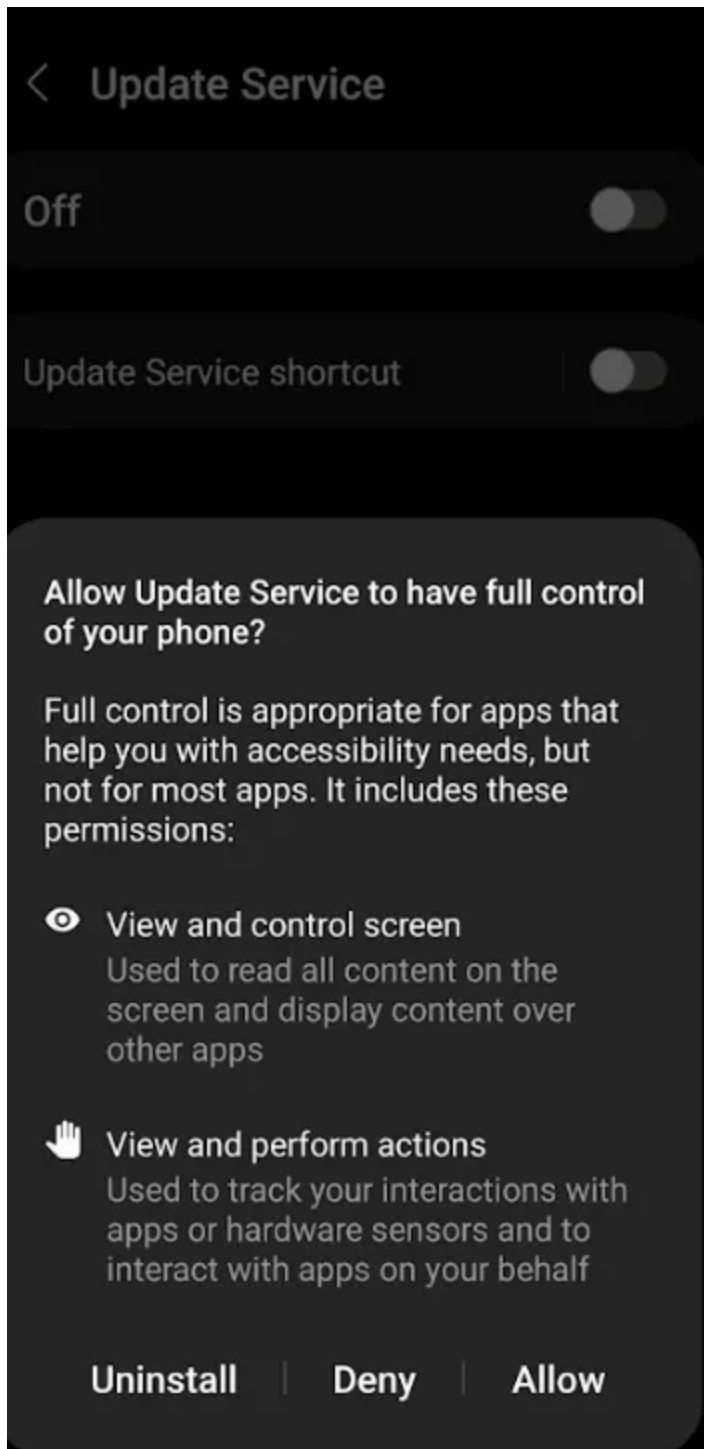 Update Service
Off
Update Service shortcut
Allow Update Service to have full control
of your phone?
Full control is appropriate for apps that
help you with accessibility needs, but
not for most apps. It includes these
permissions:
View and control screen
Used to read all content on the
screen and display content over
other apps
View and perform actions
Used to track your interactions with
apps or hardware sensors and to
interact with apps on your behalf
Uninstall Deny Allow